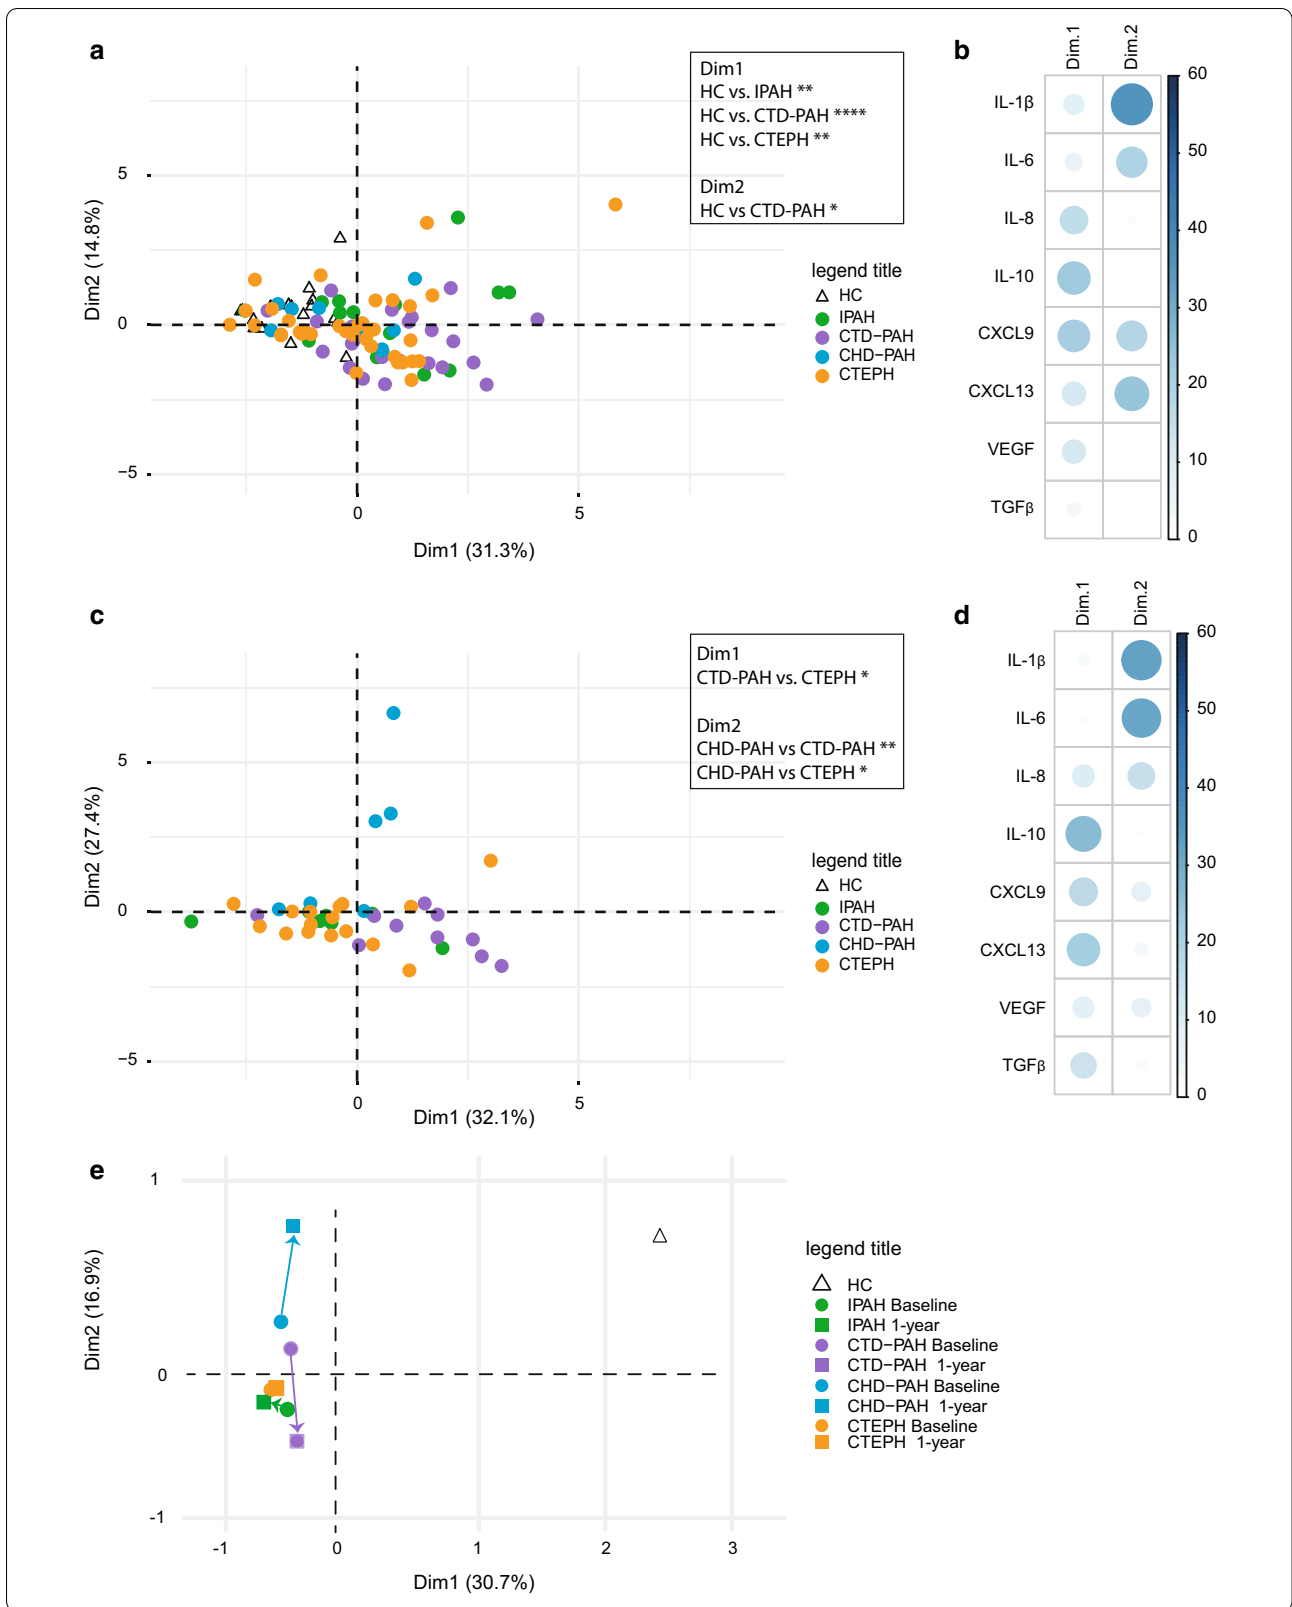 a
Dim1
HC vs. IPAH **
HC vs. CTD-PAH ****
HC vs. CTEPH **
Dim2
HC vs CTD-PAH *
5
0
−5
0
5
Dim2 (14.8%)
Dim1 (31.3%)
legend title
HC
IPAH
CTD−PAH
CHD−PAH
CTEPH
b
Dim.1
Dim.2
IL-1β
IL-6
IL-8
IL-10
CXCL9
CXCL13
VEGF
TGFβ
60
50
40
30
20
10
0
c
Dim1
CTD-PAH vs. CTEPH *
Dim2
CHD-PAH vs CTD-PAH **
CHD-PAH vs CTEPH *
5
0
−5
0
5
Dim2 (27.4%)
Dim1 (32.1%)
legend title
HC
IPAH
CTD−PAH
CHD−PAH
CTEPH
d
Dim.1
Dim.2
IL-1β
IL-6
IL-8
IL-10
CXCL9
CXCL13
VEGF
TGFβ
60
50
40
30
20
10
0
e
1
0
-1
-1
0
1
2
3
Dim2 (16.9%)
Dim1 (30.7%)
legend title
HC
IPAH Baseline
IPAH 1-year
CTD−PAH Baseline
CTD−PAH 1-year
CHD−PAH Baseline
CHD−PAH 1-year
CTEPH Baseline
CTEPH 1-year